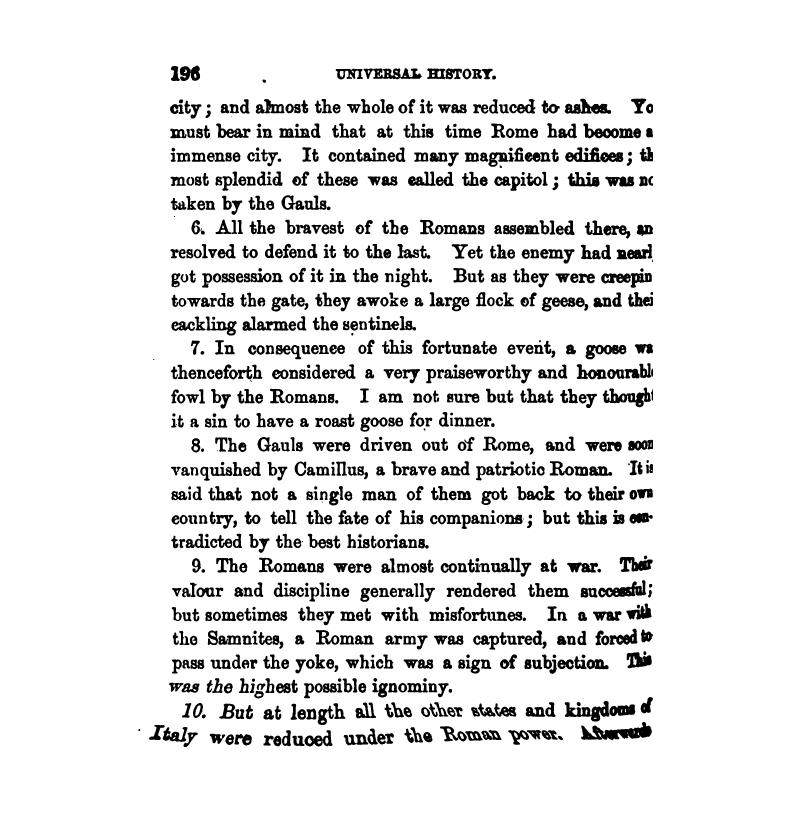 196 UNIVERSAL HISTORY.
city; and almost the whole of it was reduced to ashes. Yo
must bear in mind that at this time Rome had become a
immense city. It contained many magnificent edifices; th
most splendid of these was called the capitol; this was no
taken by the Gauls.
6. All the bravest of the Romans assembled there, an
resolved to defend it to the last. Yet the enemy had nearl
got possession of it in the night. But as they were creepin
towards the gate, they awoke a large flock of geese, and thei
cackling alarmed the sentinels.
7. In consequence of this fortunate event, a goose wa
thenceforth considered a very praiseworthy and honourabl
fowl by the Romans. I am not sure but that they thought
it a sin to have a roast goose for dinner.
8. The Gauls were driven out of Rome, and were soon
vanquished by Camillus, a brave and patriotic Roman. It is
said that not a single man of them got back to their own
country, to tell the fate of his companions; but this is con-
tradicted by the best historians.
9. The Romans were almost continually at war. Their
valour and discipline generally rendered them successful;
but sometimes they met with misfortunes. In a war with
the Samnites, a Roman army was captured, and forced to
pass under the yoke, which was a sign of subjection. This
was the highest possible ignominy.
10. But at length all the other states and kingdoms of
Italy were reduced under the Roman power. Afterwards